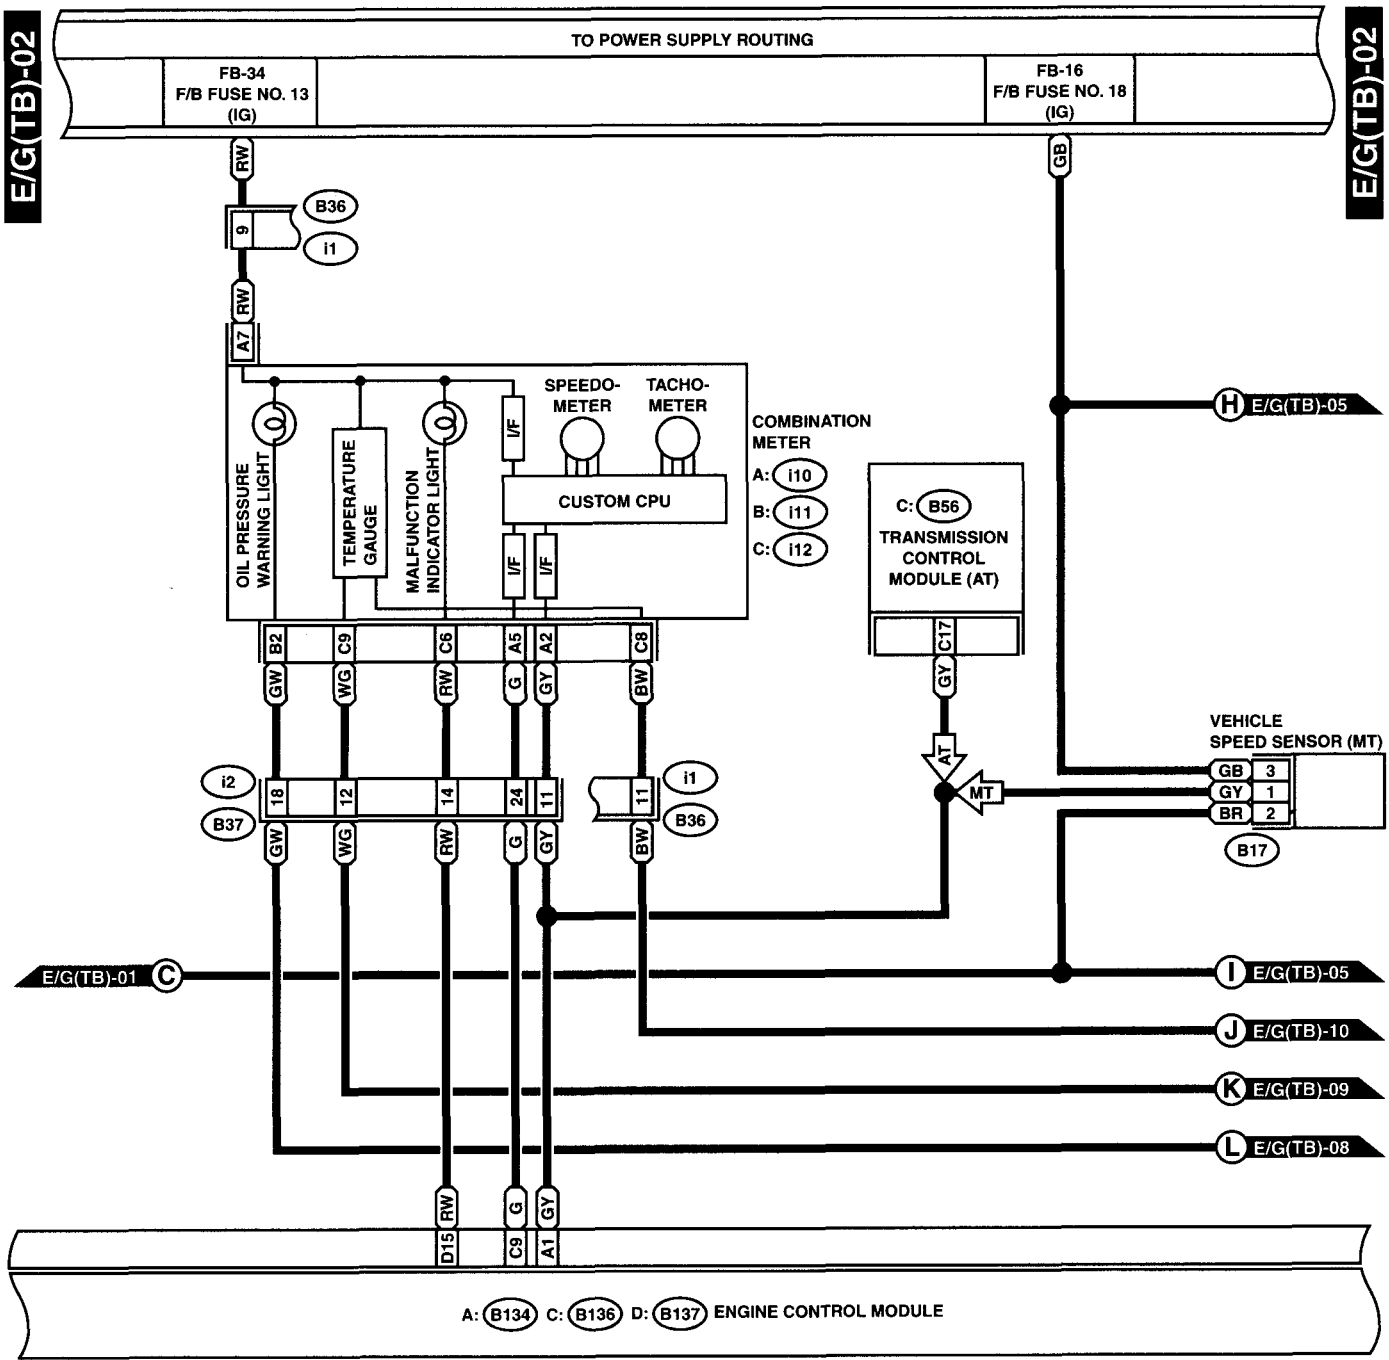 E/G(TB)-02
TO POWER SUPPLY ROUTING
E/G(TB)-02
FB-34
F/B FUSE NO. 13
(IG)
FB-16
F/B FUSE NO. 18
(IG)
RW
GB
B36
9
i1
RW
A7
H E/G(TB)-05
SPEEDO-
METER
TACHO-
METER
I/F
COMBINATION
METER
A: i10
B: i11
C: i12
OIL PRESSURE
WARNING LIGHT
TEMPERATURE
GAUGE
MALFUNCTION
INDICATOR LIGHT
CUSTOM CPU
I/F
I/F
C: B56
TRANSMISSION
CONTROL
MODULE (AT)
B2
C9
C6
A5
A2
C8
C17
GW
WG
RW
G
GY
BW
GY
AT
MT
VEHICLE
SPEED SENSOR (MT)
GB 3
GY 1
BR 2
B17
i2
18
12
14
24
11
11
i1
B37
B36
GW
WG
RW
G
GY
BW
E/G(TB)-01 C
I E/G(TB)-05
J E/G(TB)-10
K E/G(TB)-09
L E/G(TB)-08
RW
G
GY
D15
C9
A1
A: B134 C: B136 D: B137 ENGINE CONTROL MODULE